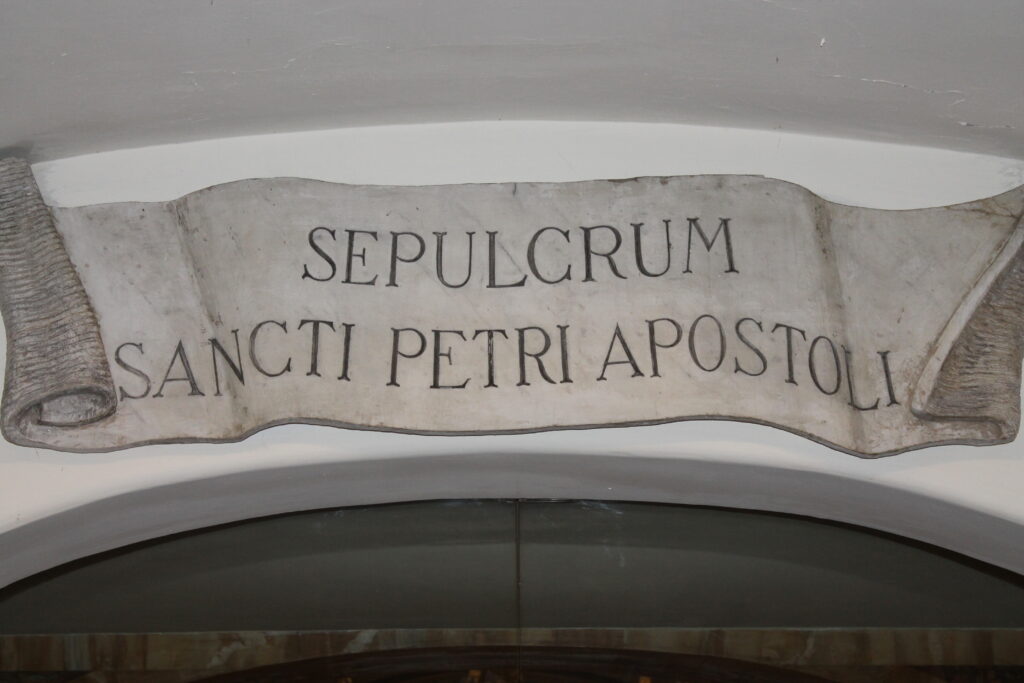 SEPULCRUM
SANCTI PETRI APOSTOLI